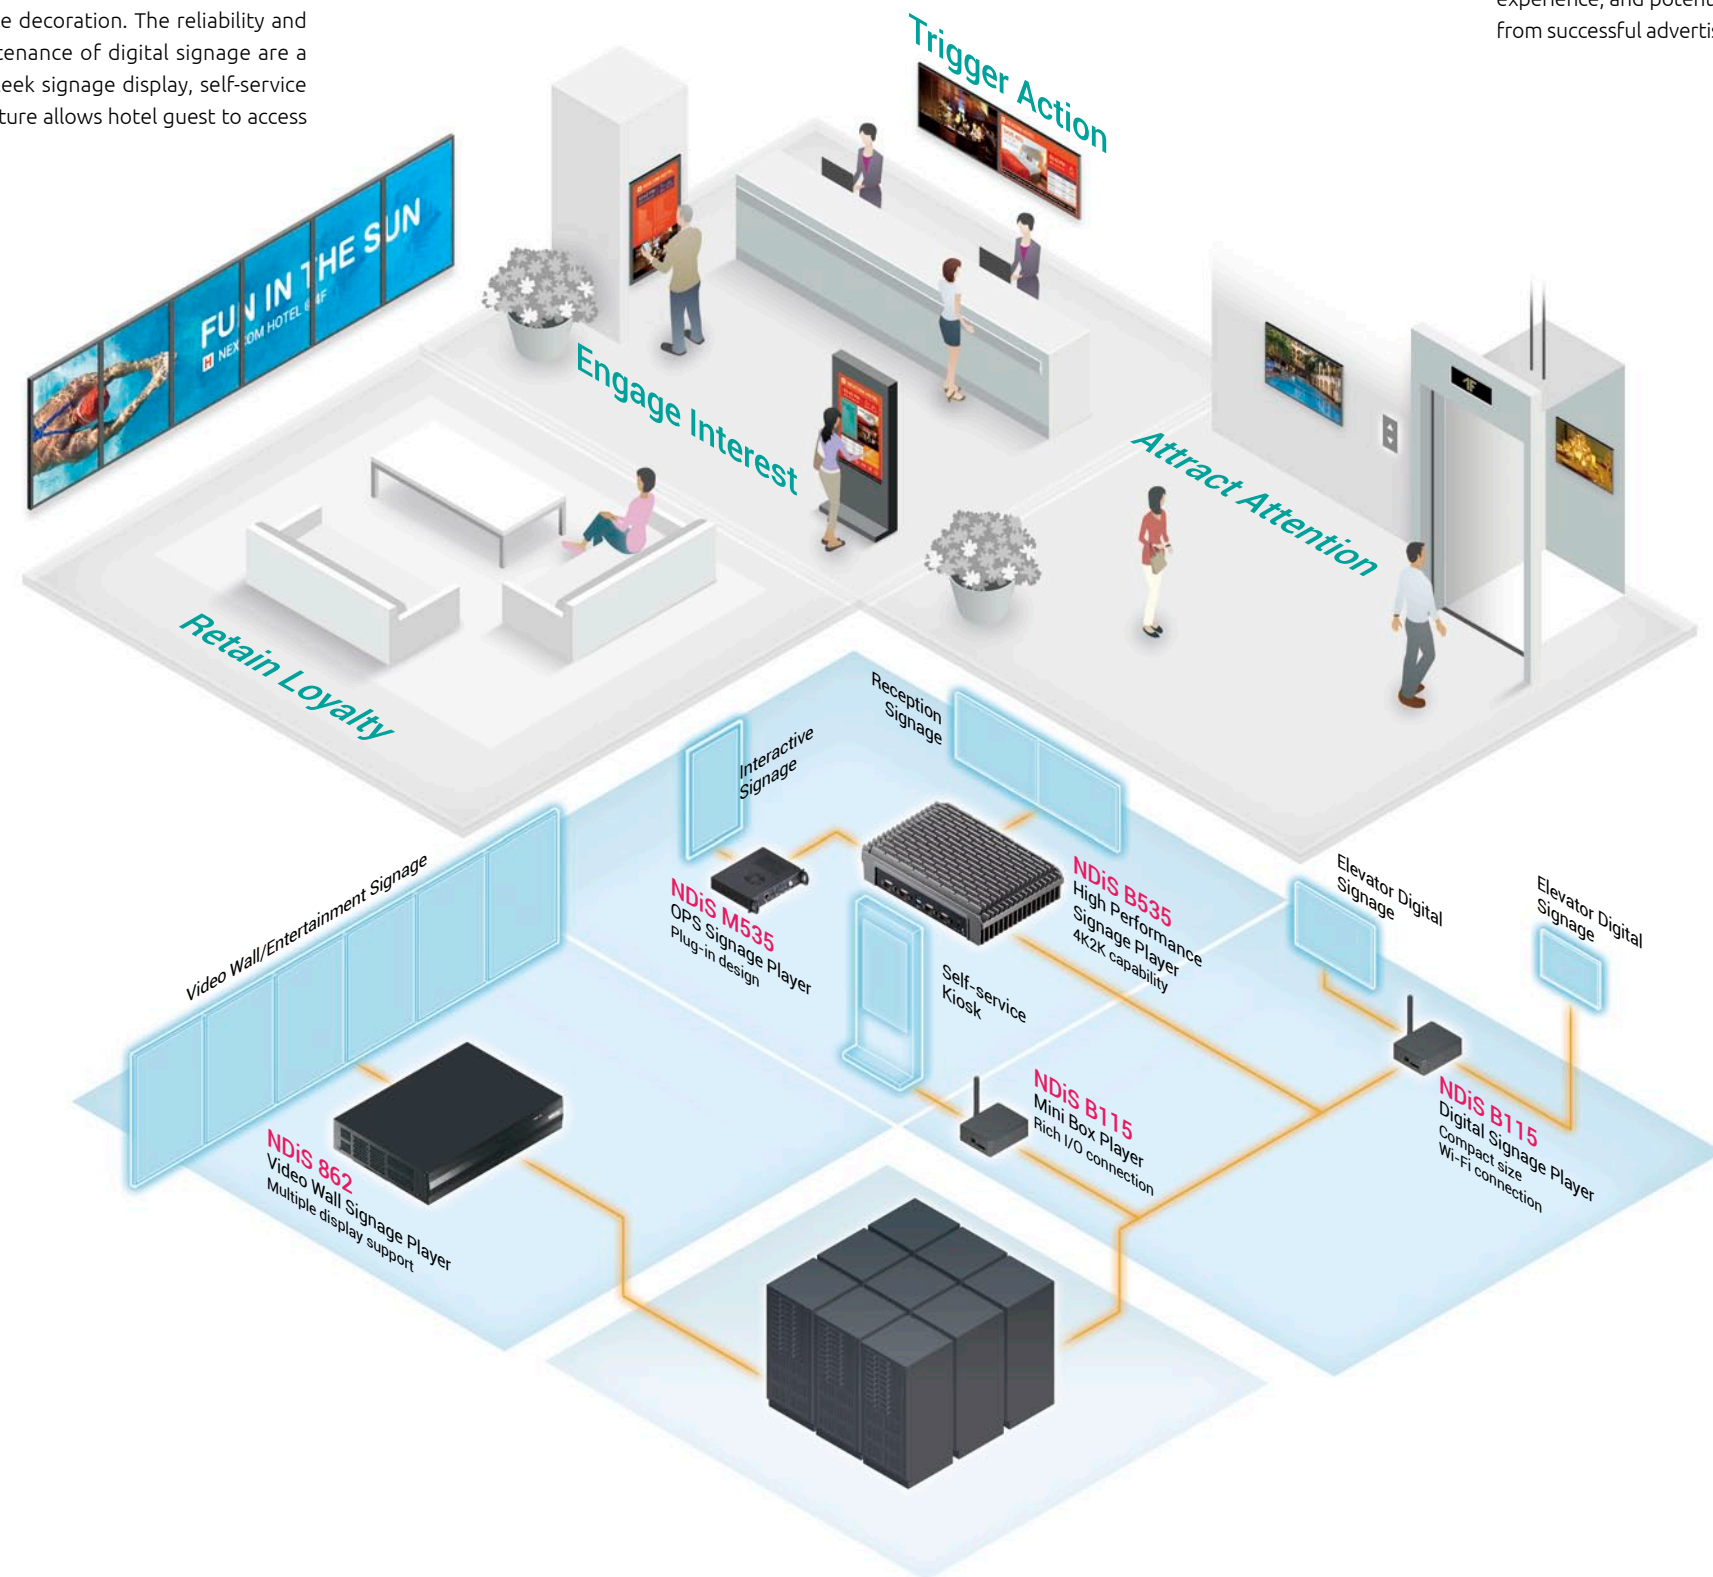 e decoration. The reliability and
tenance of digital signage are a
leek signage display, self-service
ture allows hotel guest to access
experience, and potent
from successful advertis
Trigger Action
FUN IN THE SUN
H NEXCOM HOTEL @4F
Engage Interest
1F
Attract Attention
Retain Loyalty
Reception
Signage
Interactive
Signage
Video Wall/Entertainment Signage
NDiS M535
OPS Signage Player
Plug-in design
NDiS B535
High Performance
Signage Player
4K2K capability
Elevator Digital
Signage
Elevator Digital
Signage
Self-service
Kiosk
NDiS B115
Mini Box Player
Rich I/O connection
NDiS B115
Digital Signage Player
Compact size
Wi-Fi connection
NDiS 862
Video Wall Signage Player
Multiple display support